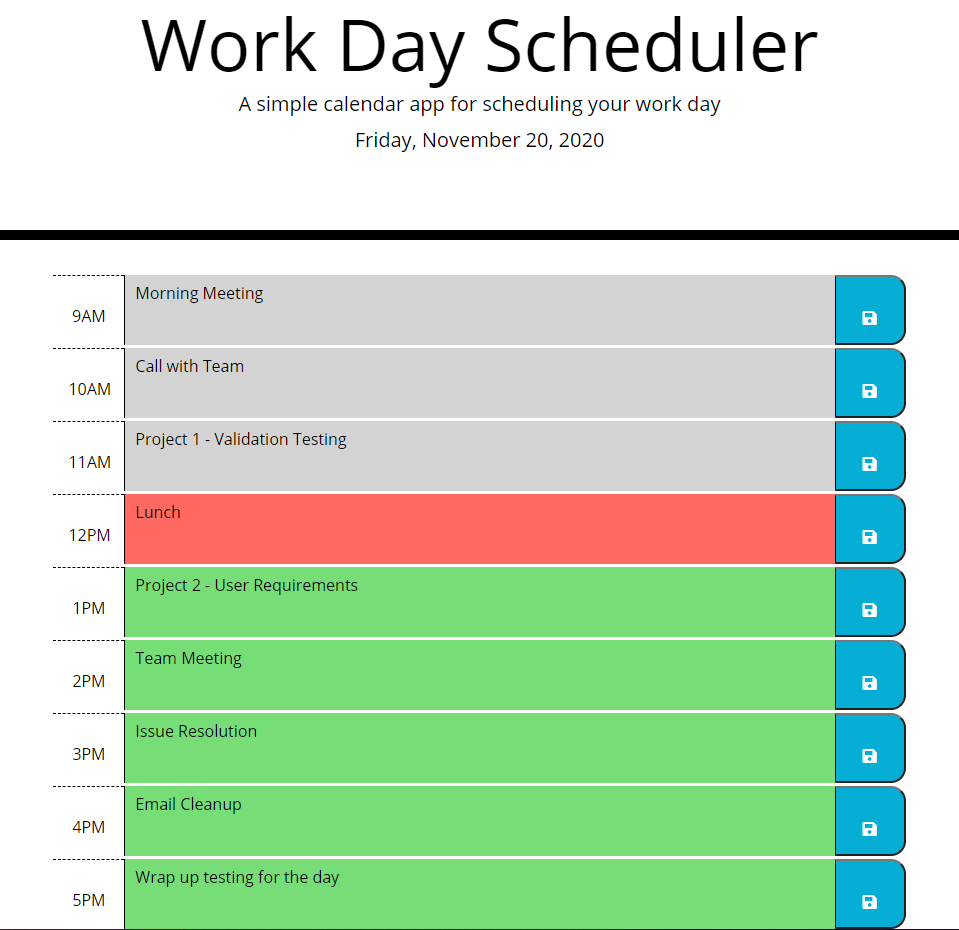 Work Day Scheduler
A simple calendar app for scheduling your work day
Friday, November 20, 2020
9AM
Morning Meeting
10AM
Call with Team
11AM
Project 1 - Validation Testing
12PM
Lunch
1PM
Project 2 - User Requirements
2PM
Team Meeting
3PM
Issue Resolution
4PM
Email Cleanup
5PM
Wrap up testing for the day